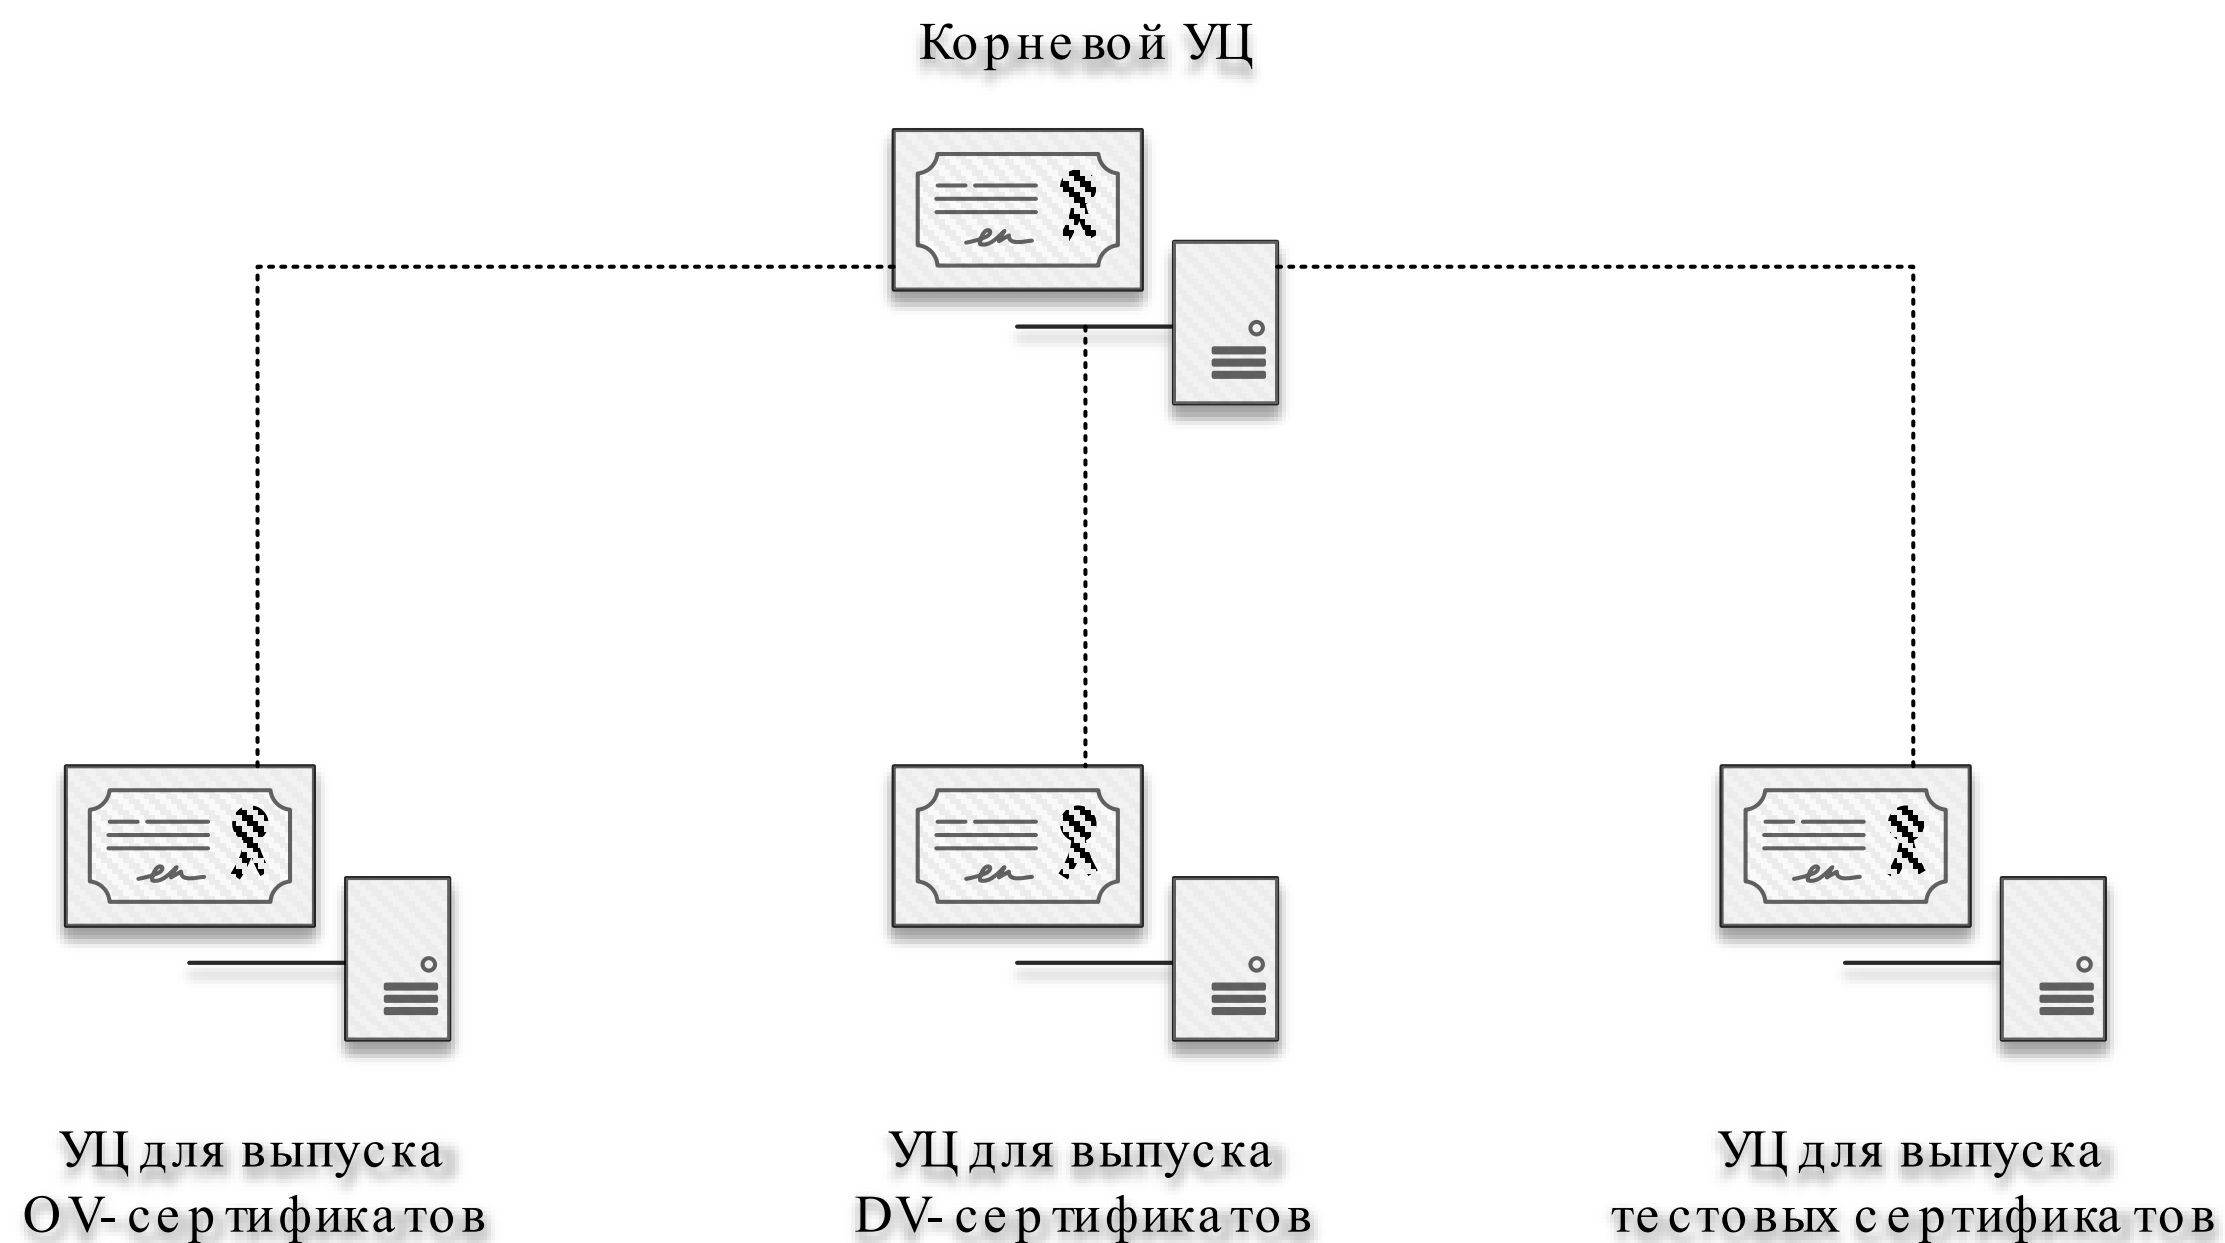 Корневой УЦ
УЦ для выпуска
OV-сертификатов
УЦ для выпуска
DV-сертификатов
УЦ для выпуска
тестовых сертификатов